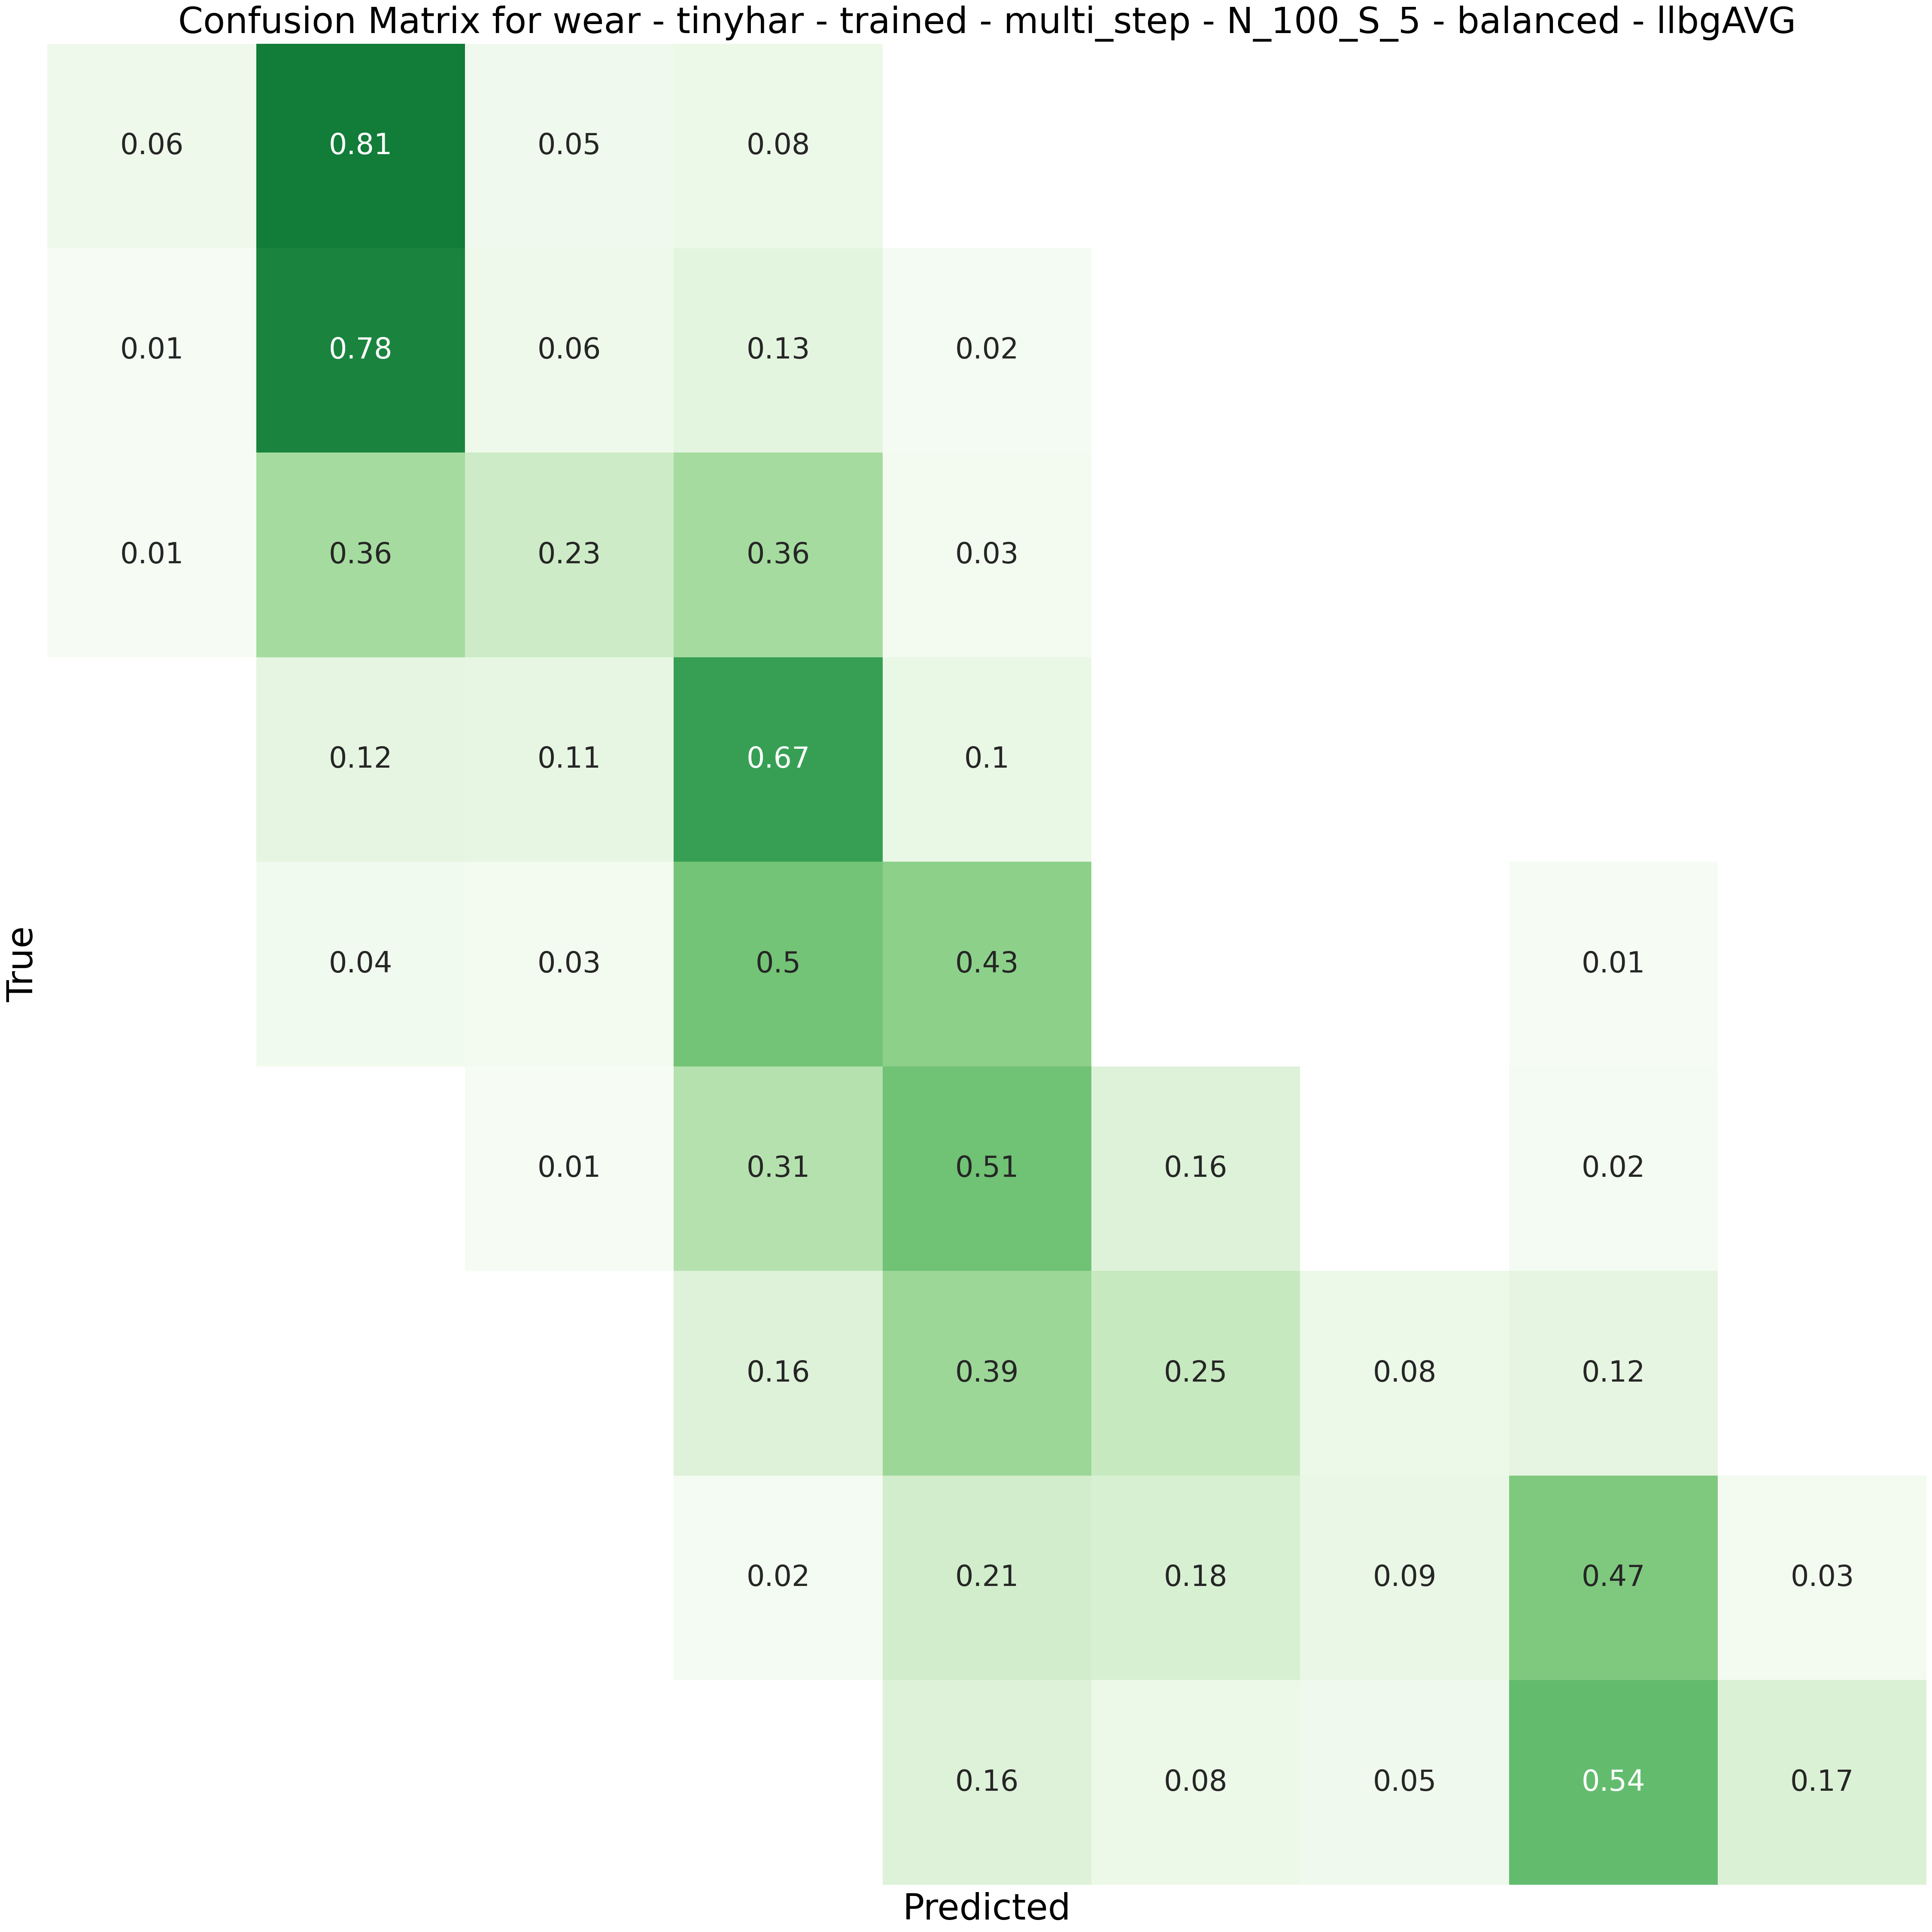 Confusion Matrix for wear - tinyhar - trained - multi_step - N_100_S_5 - balanced - llbgAVG
0.06 0.81 0.05 0.08
0.01 0.78 0.06 0.13 0.02
0.01 0.36 0.23 0.36 0.03
0.12 0.11 0.67 0.1
True
0.04 0.03 0.5 0.43 0.01
0.01 0.31 0.51 0.16 0.02
0.16 0.39 0.25 0.08 0.12
0.02 0.21 0.18 0.09 0.47 0.03
0.16 0.08 0.05 0.54 0.17
Predicted